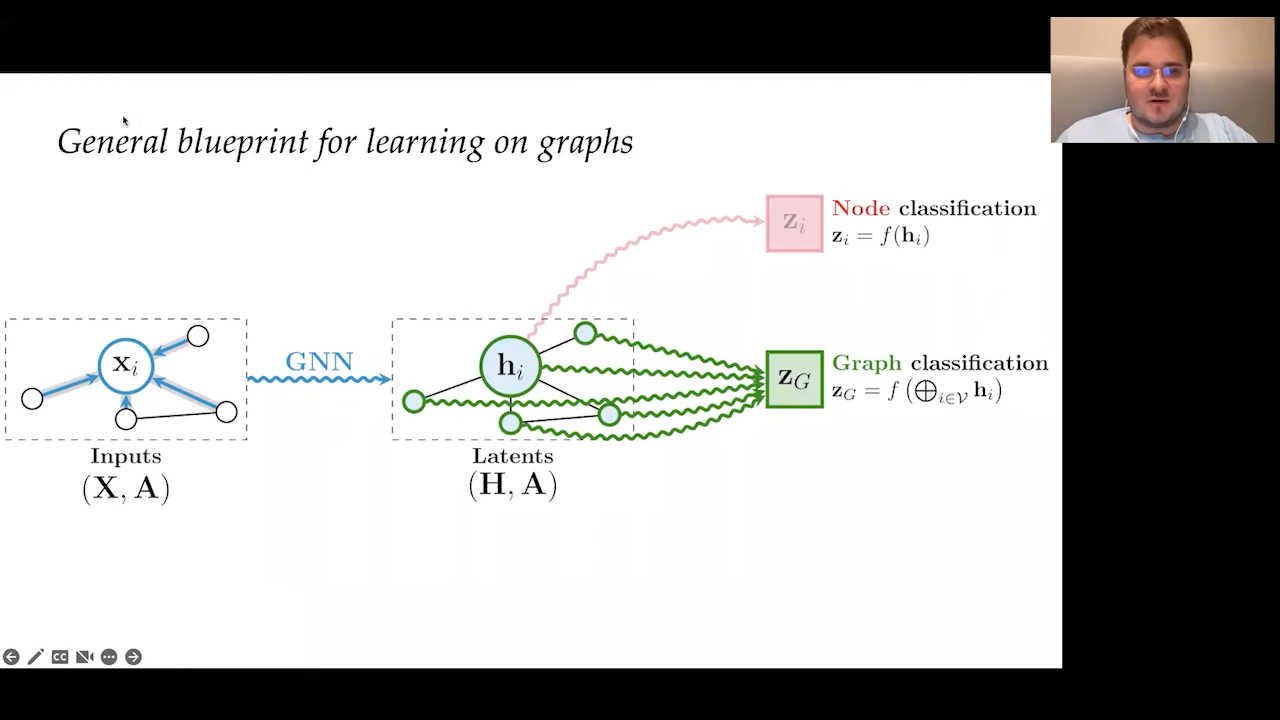 General blueprint for learning on graphs
z_i
Node classification
z_i = f(h_i)
x_i
GNN
h_i
z_G
Graph classification
z_G = f (⨁_{i∈𝒱} h_i)
Inputs
(X, A)
Latents
(H, A)
CC